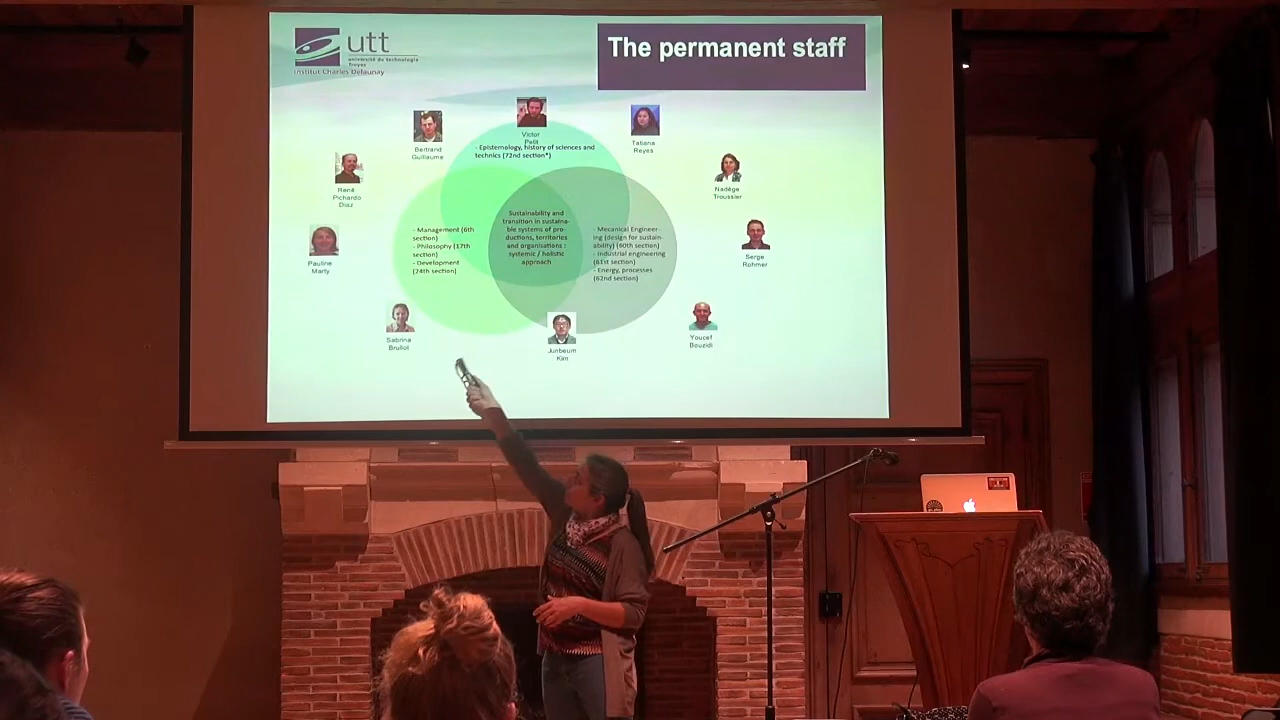 utt
université de technologie
Troyes
Institut Charles Delaunay
The permanent staff
Bertrand
Guillaume
Victor
Petit
Tatiana
Reyes
René
Pichardo
Diaz
Nadège
Troussier
Pauline
Marty
Serge
Rohmer
Sabrina
Brullot
Junbeum
Kim
Youcef
Bouzidi
- Epistemology, history of sciences and
technics (72nd section*)
- Management (6th
section)
- Philosophy (17th
section)
- Development
(24th section)
Sustainability and
transition in sustaina-
ble systems of pro-
ductions, territories
and organisations :
systemic / holistic
approach
- Mecanical Engineer-
ing (design for sustain-
ability) (60th section)
- Industrial engineering
(61st section)
- Energy, processes
(62nd section)